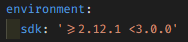 environment:
  sdk: '>=2.12.1 <3.0.0'